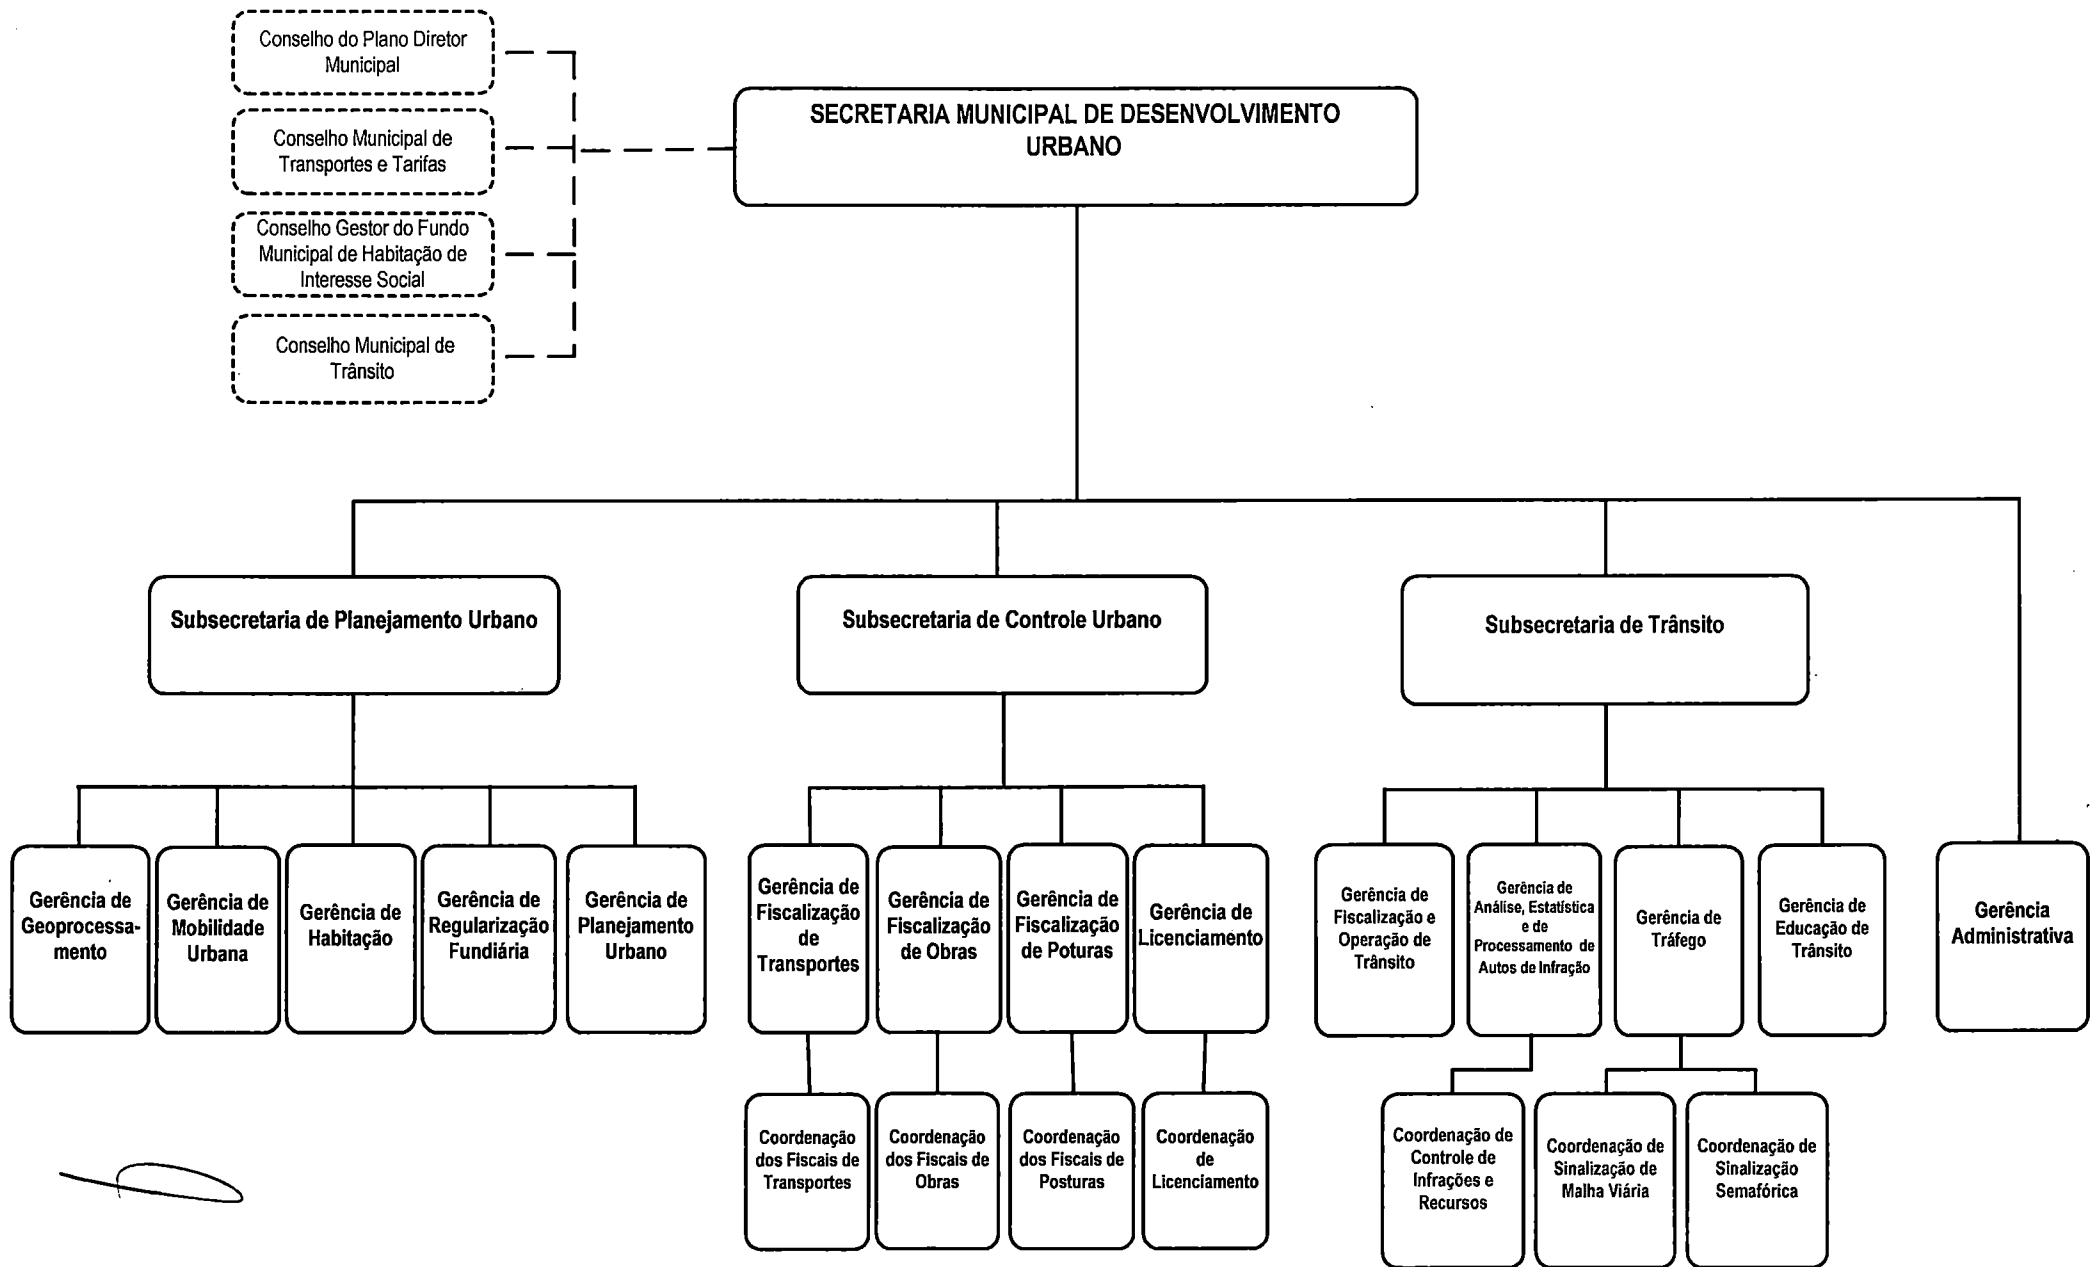 Conselho do Plano Diretor
Municipal
Conselho Municipal de
Transportes e Tarifas
Conselho Gestor do Fundo
Municipal de Habitação de
Interesse Social
Conselho Municipal de
Trânsito
SECRETARIA MUNICIPAL DE DESENVOLVIMENTO
URBANO
Subsecretaria de Planejamento Urbano
Subsecretaria de Controle Urbano
Subsecretaria de Trânsito
Gerência de
Geoprocessa-
mento
Gerência de
Mobilidade
Urbana
Gerência de
Habitação
Gerência de
Regularização
Fundiária
Gerência de
Planejamento
Urbano
Gerência de
Fiscalização
de
Transportes
Gerência de
Fiscalização
de Obras
Gerência de
Fiscalização
de Poturas
Gerência de
Licenciamento
Gerência de
Fiscalização e
Operação de
Trânsito
Gerência de
Análise, Estatística
e de
Processamento de
Autos de Infração
Gerência de
Tráfego
Gerência de
Educação de
Trânsito
Gerência
Administrativa
Coordenação
dos Fiscais de
Transportes
Coordenação
dos Fiscais de
Obras
Coordenação
dos Fiscais de
Posturas
Coordenação
de
Licenciamento
Coordenação de
Controle de
Infrações e
Recursos
Coordenação de
Sinalização de
Malha Viária
Coordenação de
Sinalização
Semafórica